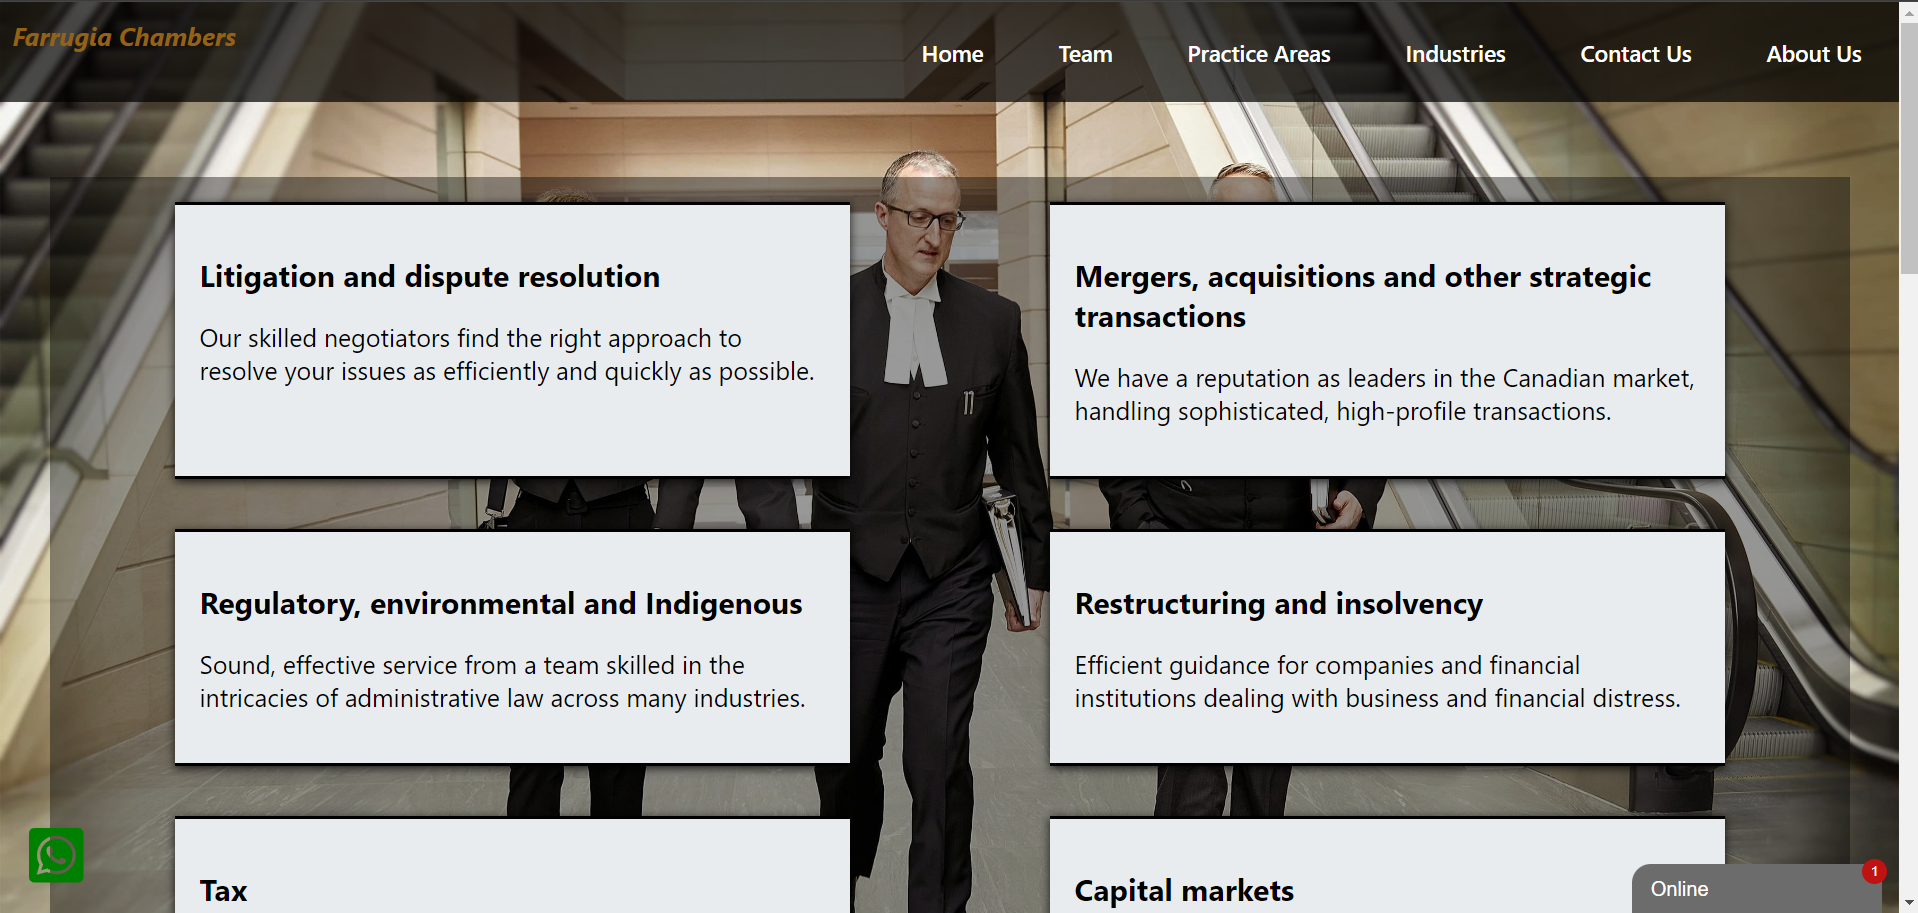 Farrugia Chambers
Home
Team
Practice Areas
Industries
Contact Us
About Us
Litigation and dispute resolution
Our skilled negotiators find the right approach to
resolve your issues as efficiently and quickly as possible.
Mergers, acquisitions and other strategic
transactions
We have a reputation as leaders in the Canadian market,
handling sophisticated, high-profile transactions.
Regulatory, environmental and Indigenous
Sound, effective service from a team skilled in the
intricacies of administrative law across many industries.
Restructuring and insolvency
Efficient guidance for companies and financial
institutions dealing with business and financial distress.
Tax
Capital markets
Online
1